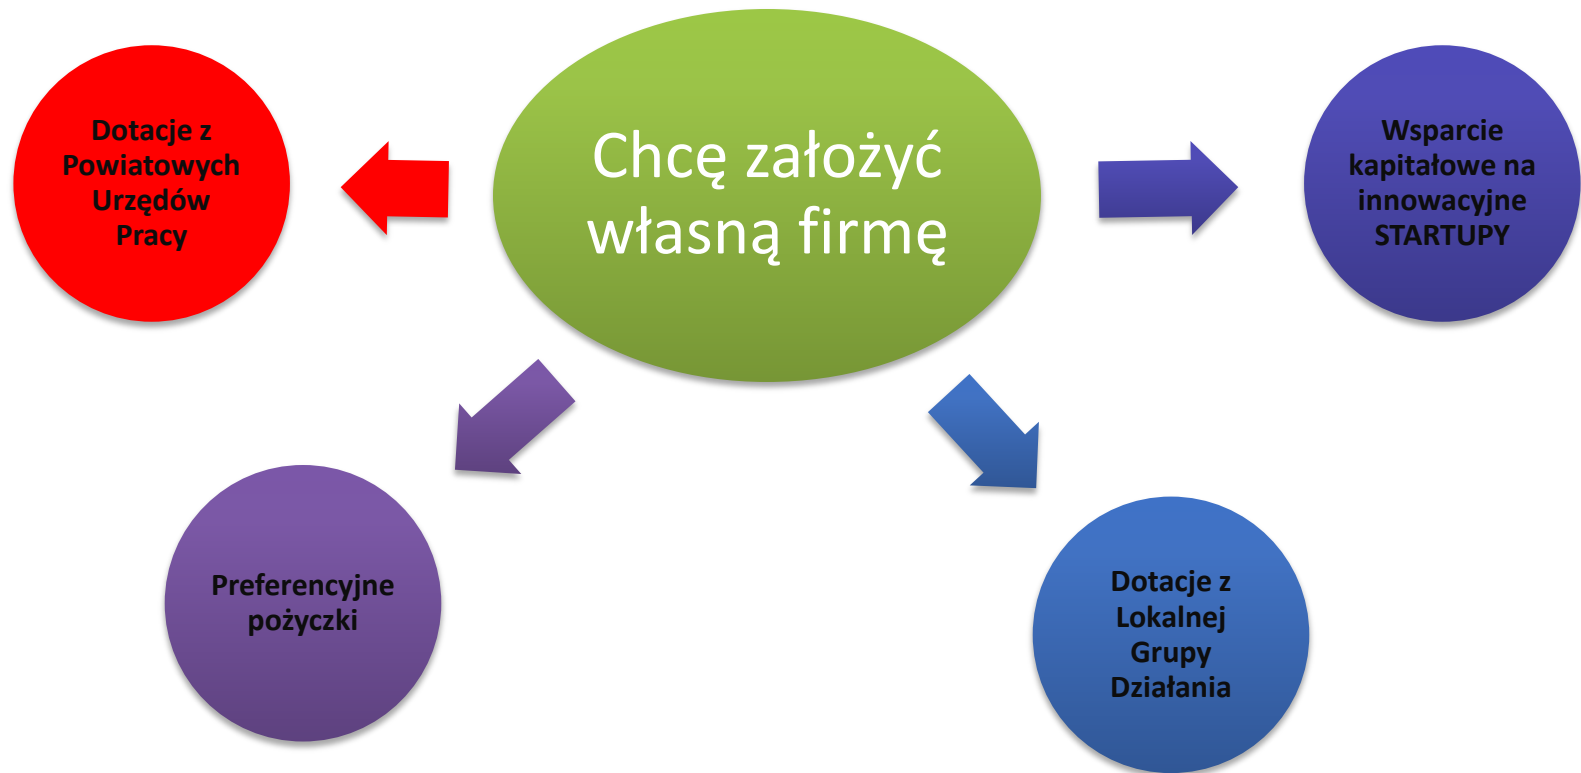 Chcę założyć
własną firmę
Dotacje z
Powiatowych
Urzędów
Pracy
Wsparcie
kapitałowe na
innowacyjne
STARTUPY
Preferencyjne
pożyczki
Dotacje z
Lokalnej
Grupy
Działania